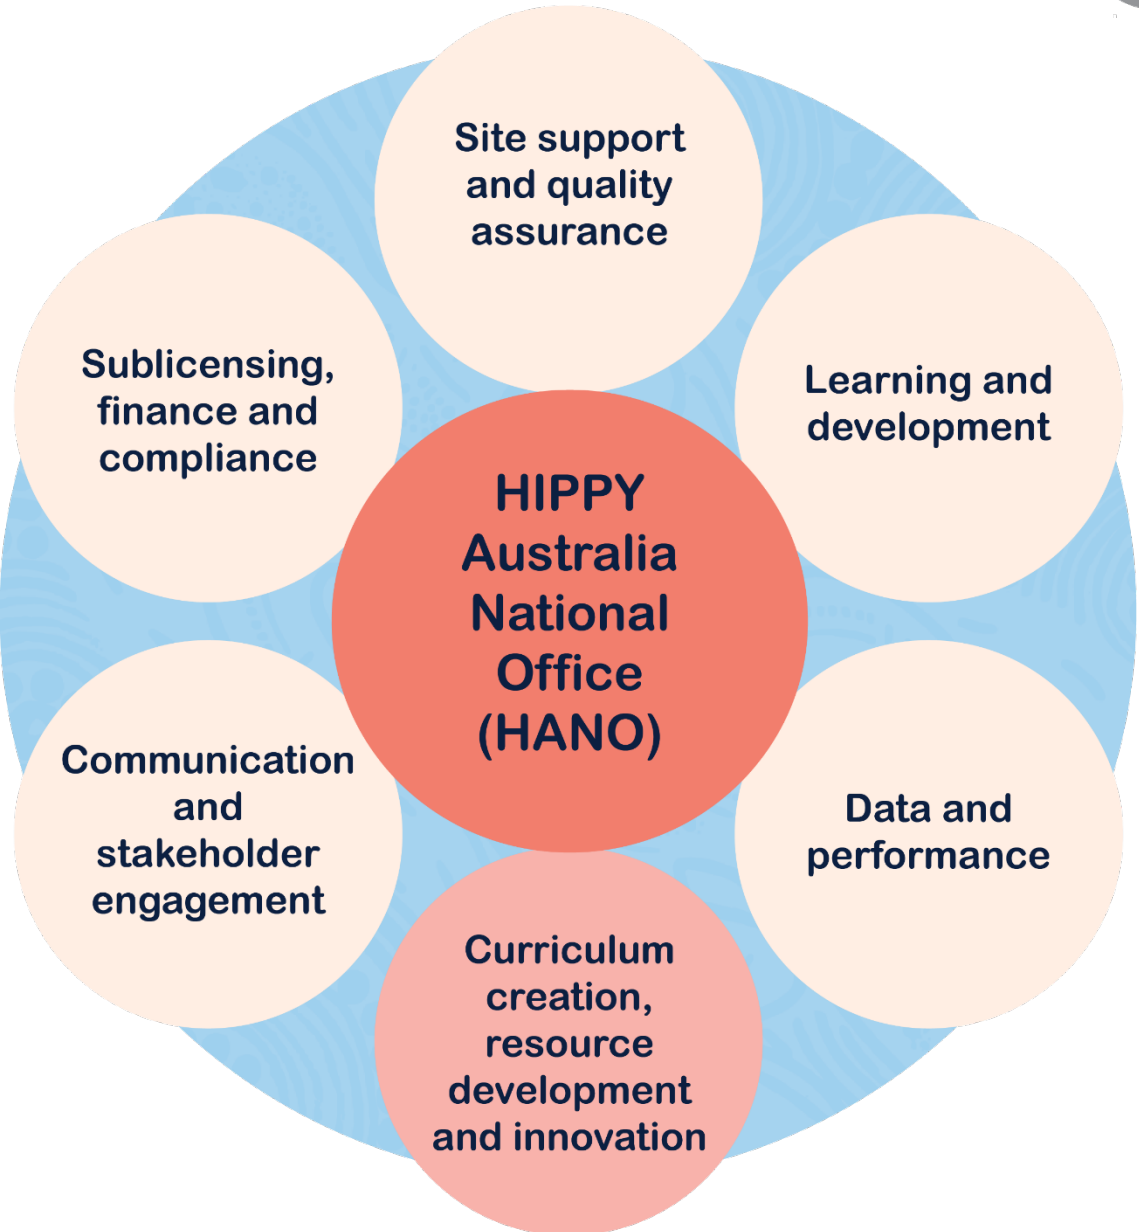 Site support
and quality
assurance
Sublicensing,
finance and
compliance
Learning and
development
HIPPY
Australia
National
Office
(HANO)
Communication
and
stakeholder
engagement
Data and
performance
Curriculum
creation,
resource
development
and innovation